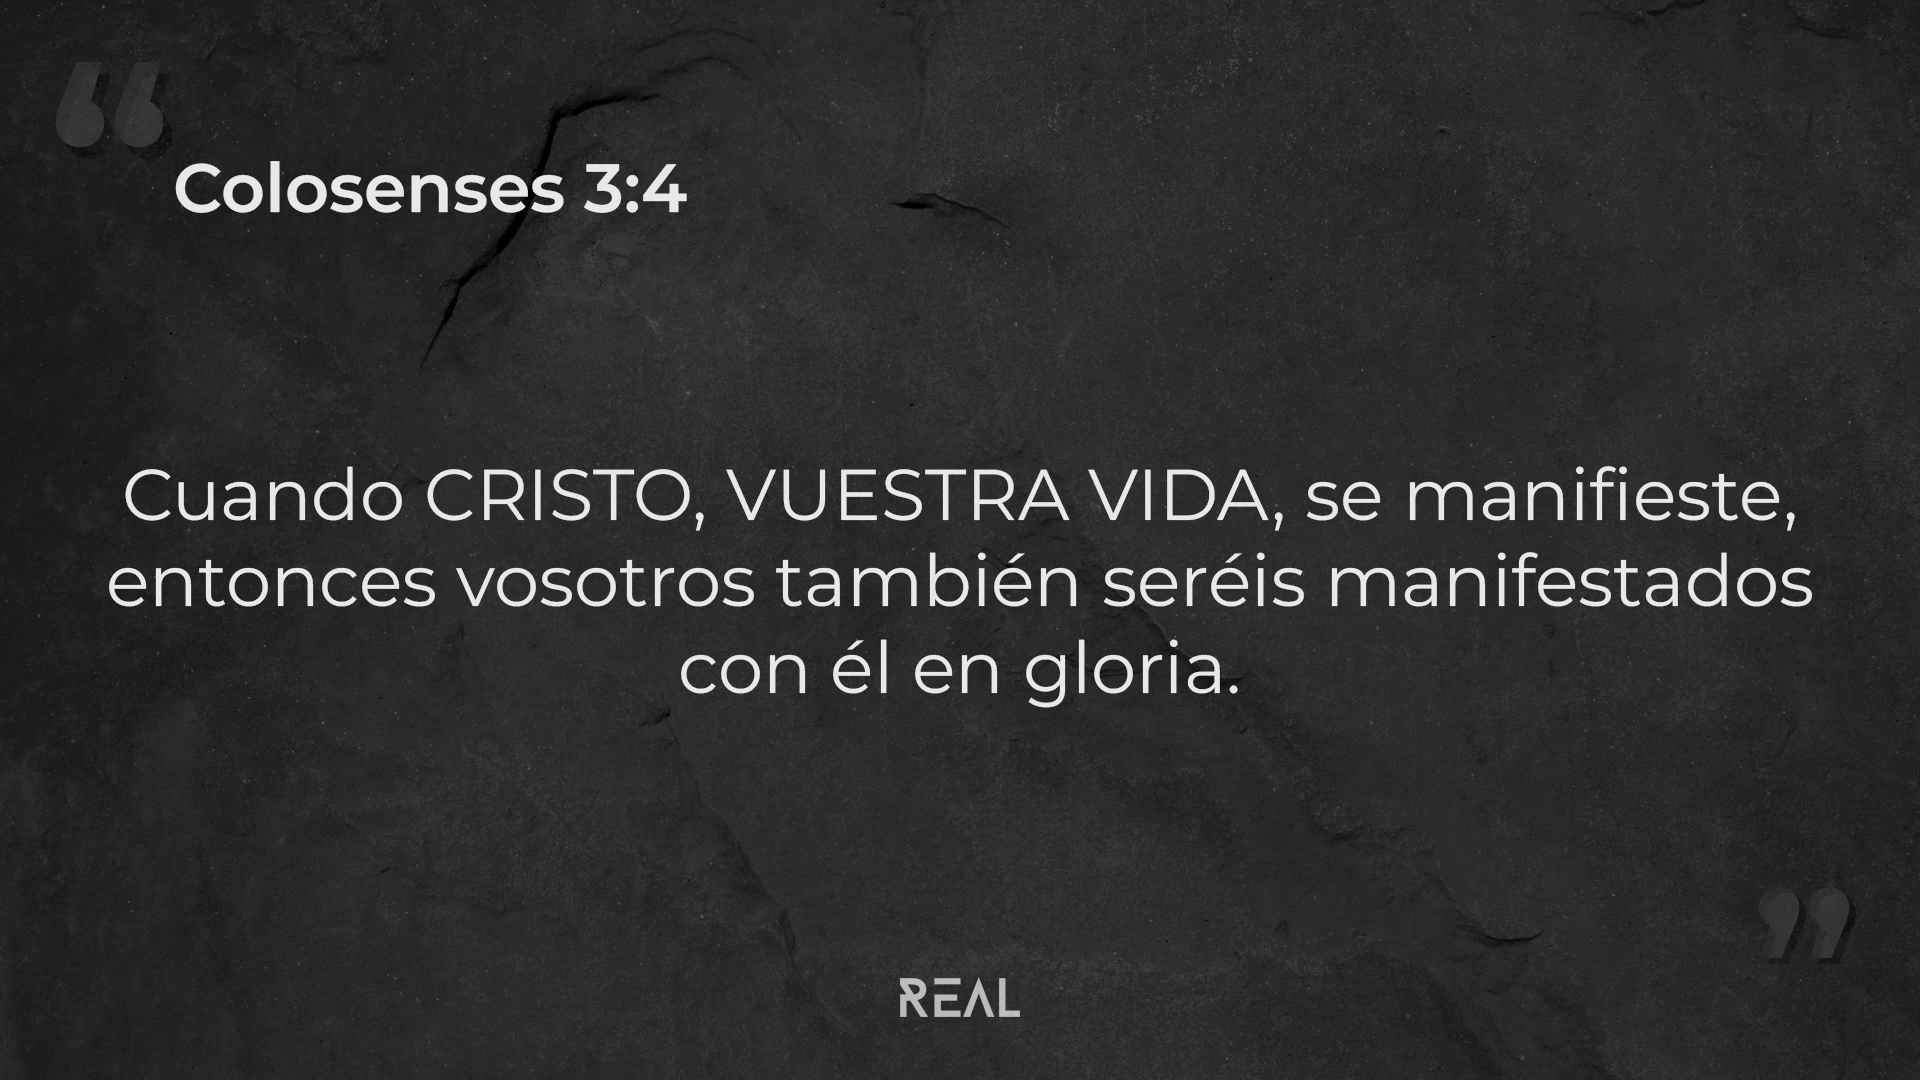 Colosenses 3:4
Cuando CRISTO, VUESTRA VIDA, se manifieste,
entonces vosotros también seréis manifestados
con él en gloria.
REAL